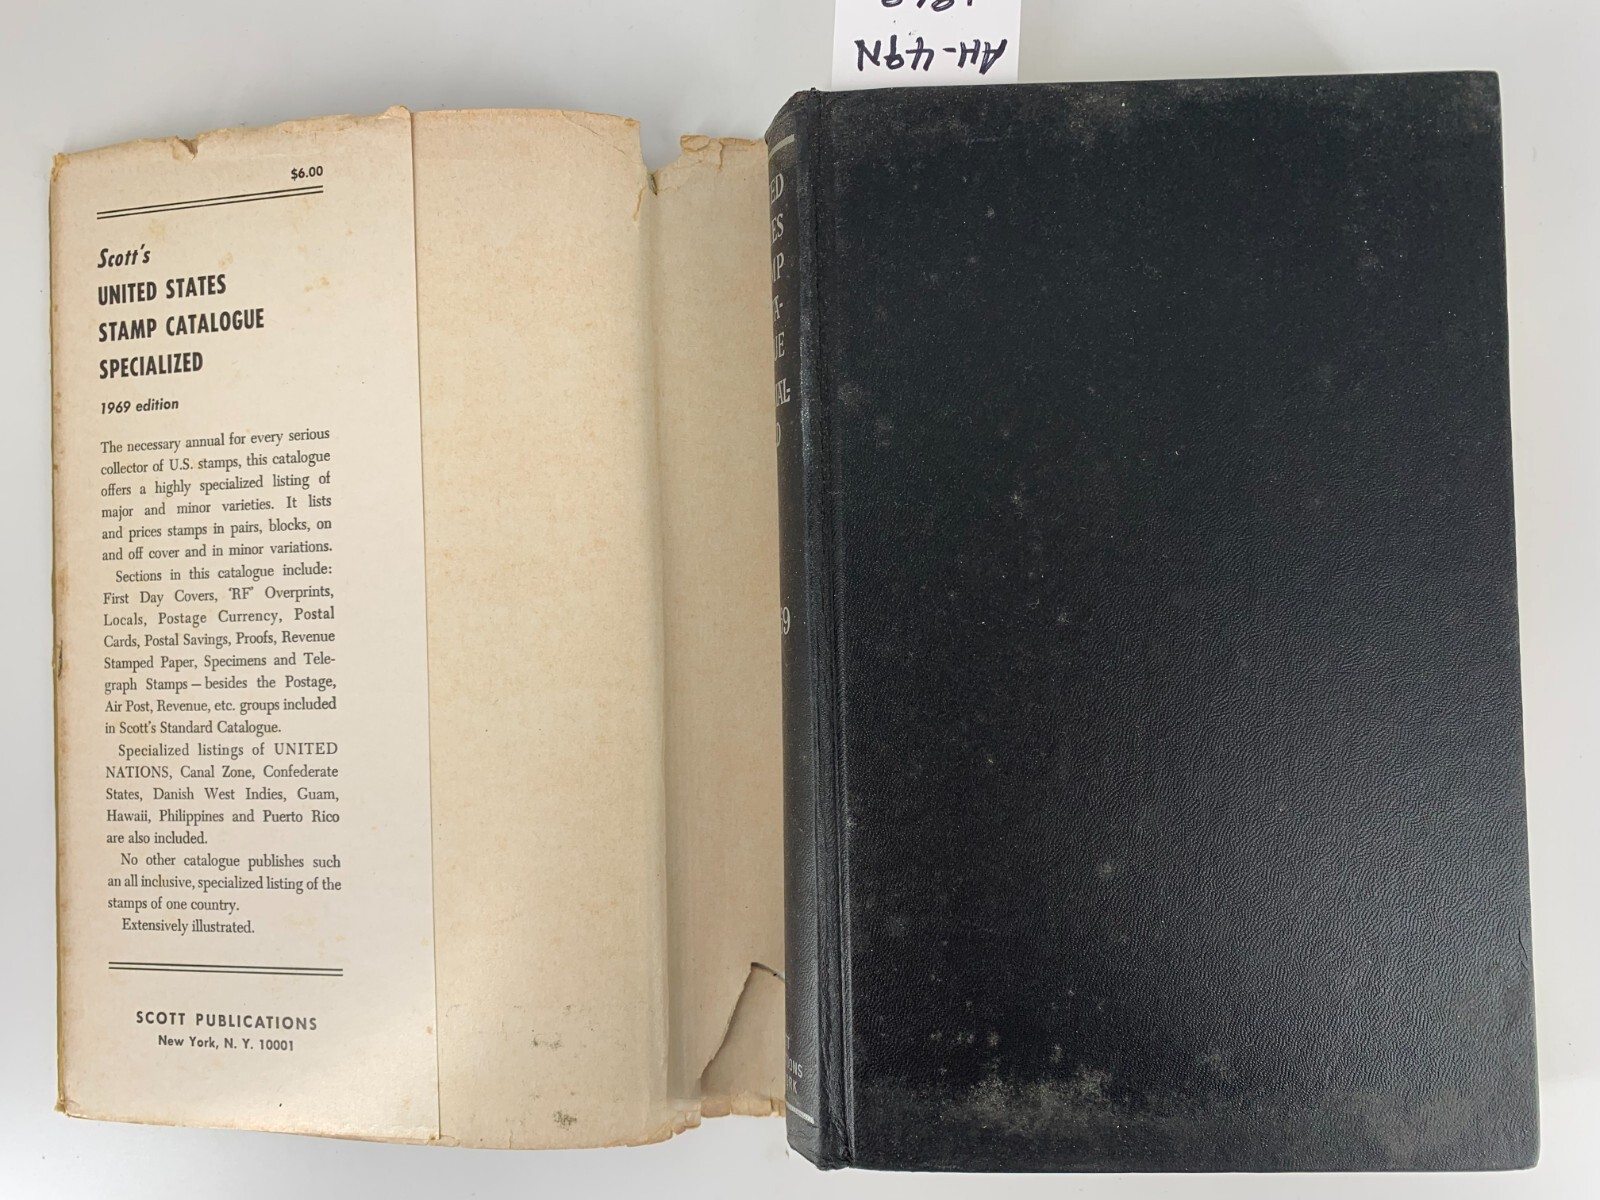 AH-49N
$6.00
Scott's
UNITED STATES
STAMP CATALOGUE
SPECIALIZED
1969 edition
The necessary annual for every serious
collector of U.S. stamps, this catalogue
offers a highly specialized listing of
major and minor varieties. It lists
and prices stamps in pairs, blocks, on
and off cover and in minor variations.
Sections in this catalogue include:
First Day Covers, 'RF' Overprints,
Locals, Postage Currency, Postal
Cards, Postal Savings, Proofs, Revenue
Stamped Paper, Specimens and Tele-
graph Stamps — besides the Postage,
Air Post, Revenue, etc. groups included
in Scott's Standard Catalogue.
Specialized listings of UNITED
NATIONS, Canal Zone, Confederate
States, Danish West Indies, Guam,
Hawaii, Philippines and Puerto Rico
are also included.
No other catalogue publishes such
an all inclusive, specialized listing of the
stamps of one country.
Extensively illustrated.
SCOTT PUBLICATIONS
New York, N. Y. 10001